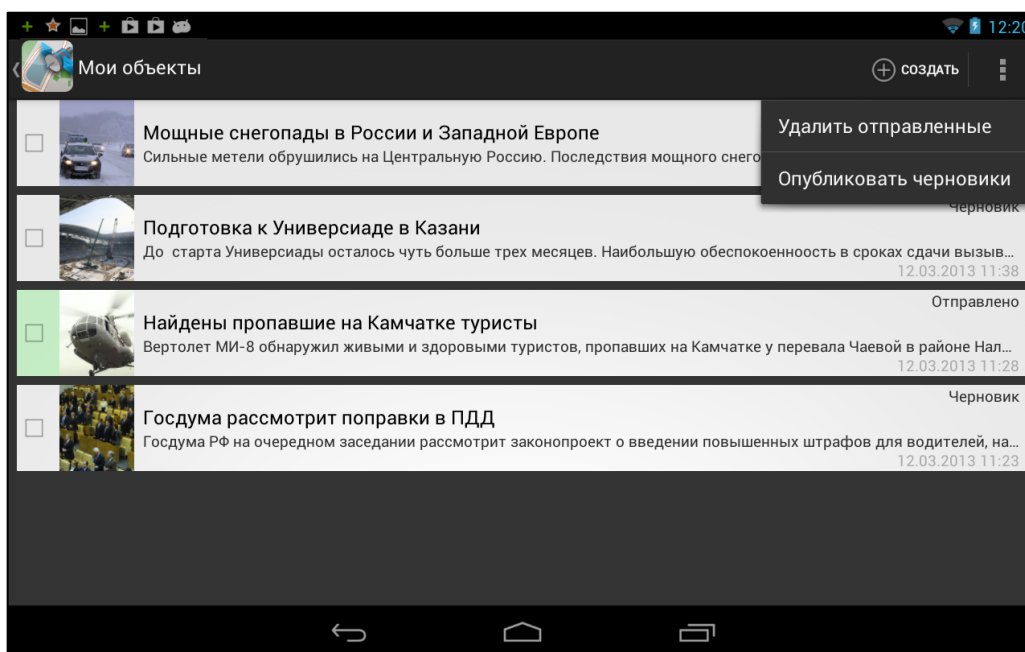 12:20
Мои объекты
СОЗДАТЬ
Удалить отправленные
Опубликовать черновики
Мощные снегопады в России и Западной Европе
Сильные метели обрушились на Центральную Россию. Последствия мощного снего
Черновик
Подготовка к Универсиаде в Казани
До старта Универсиады осталось чуть больше трех месяцев. Наибольшую обеспокоенноость в сроках сдачи вызыв...
12.03.2013 11:38
Отправлено
Найдены пропавшие на Камчатке туристы
Вертолет МИ-8 обнаружил живыми и здоровыми туристов, пропавших на Камчатке у перевала Чаевой в районе Нал...
12.03.2013 11:28
Черновик
Госдума рассмотрит поправки в ПДД
Госдума РФ на очередном заседании рассмотрит законопроект о введении повышенных штрафов для водителей, на...
12.03.2013 11:23